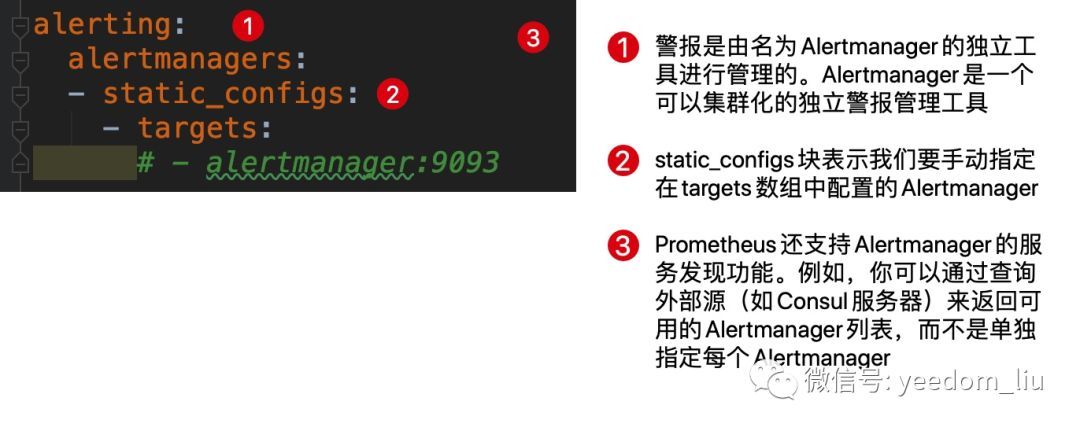 alerting: 1
3
alertmanagers:
- static_configs: 2
- targets:
# - alertmanager:9093
1 警报是由名为Alertmanager的独立工
具进行管理的。Alertmanager是一个
可以集群化的独立警报管理工具
2 static_configs块表示我们要手动指定
在targets数组中配置的Alertmanager
3 Prometheus还支持Alertmanager的服
务发现功能。例如，你可以通过查询
外部源（如Consul服务器）来返回可
用的Alertmanager列表，而不是单独
指定每个Alertmanager
微信号: yeedom_liu